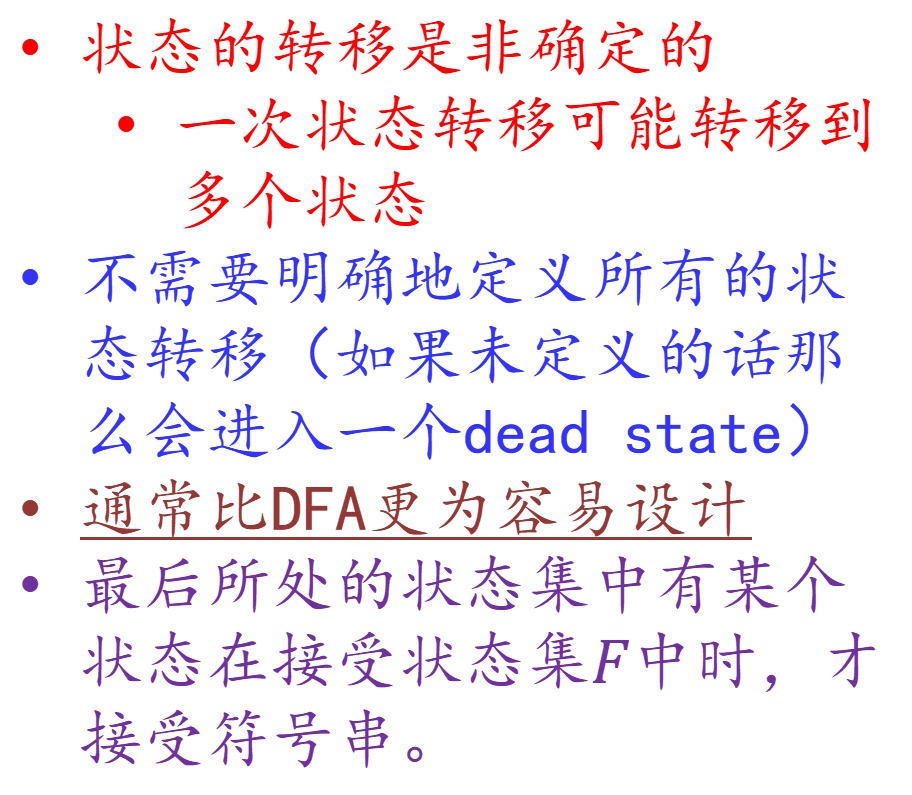 • 状态的转移是非确定的
• 一次状态转移可能转移到
多个状态
• 不需要明确地定义所有的状
态转移（如果未定义的话那
么会进入一个dead state）
• 通常比DFA更为容易设计
• 最后所处的状态集中有某个
状态在接受状态集F中时，才
接受符号串。